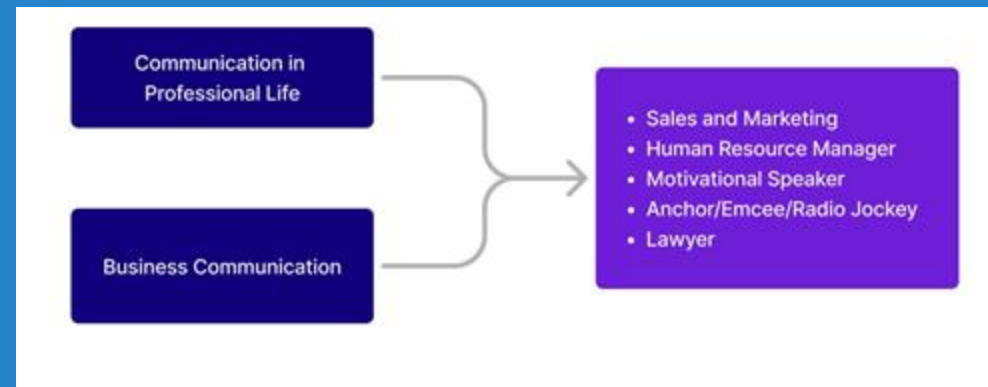 Communication in
Professional Life
Business Communication
• Sales and Marketing
• Human Resource Manager
• Motivational Speaker
• Anchor/Emcee/Radio Jockey
• Lawyer